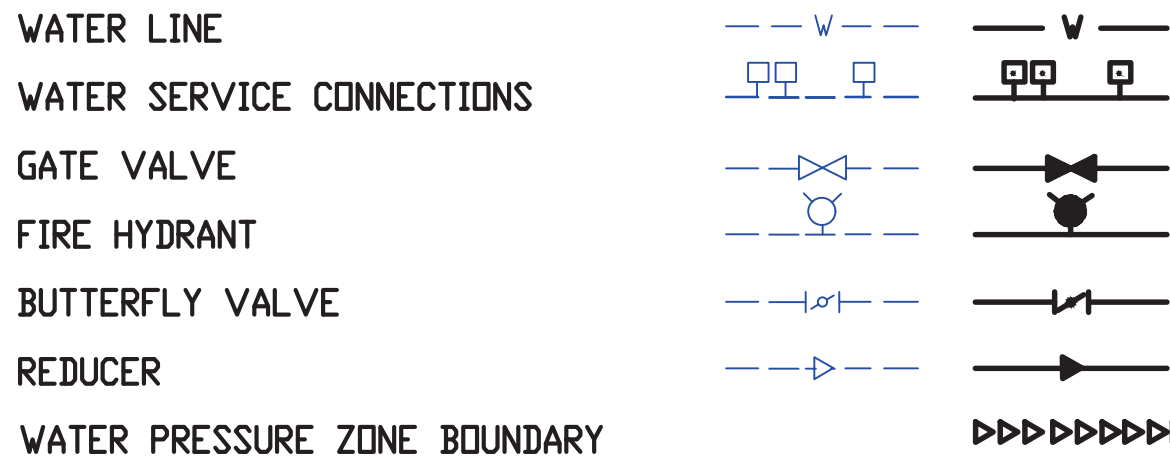 WATER LINE W W
WATER SERVICE CONNECTIONS
GATE VALVE
FIRE HYDRANT
BUTTERFLY VALVE
REDUCER
WATER PRESSURE ZONE BOUNDARY